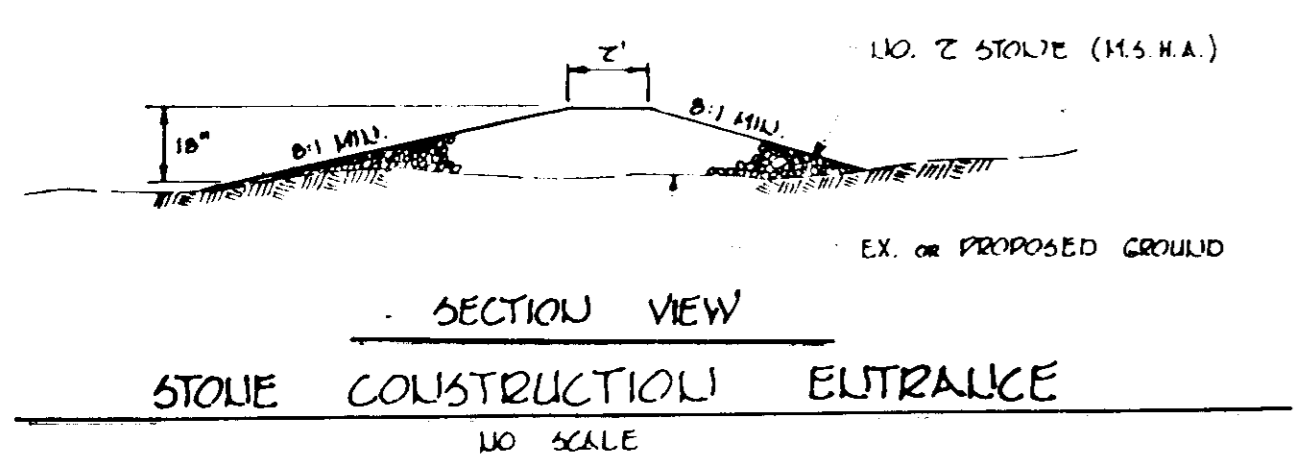 2'
NO. 2 STONE (M.S.H.A.)
18"
8:1 MIN.
8:1 MIN.
EX. OR PROPOSED GROUND
SECTION VIEW
STONE CONSTRUCTION ENTRANCE
NO SCALE